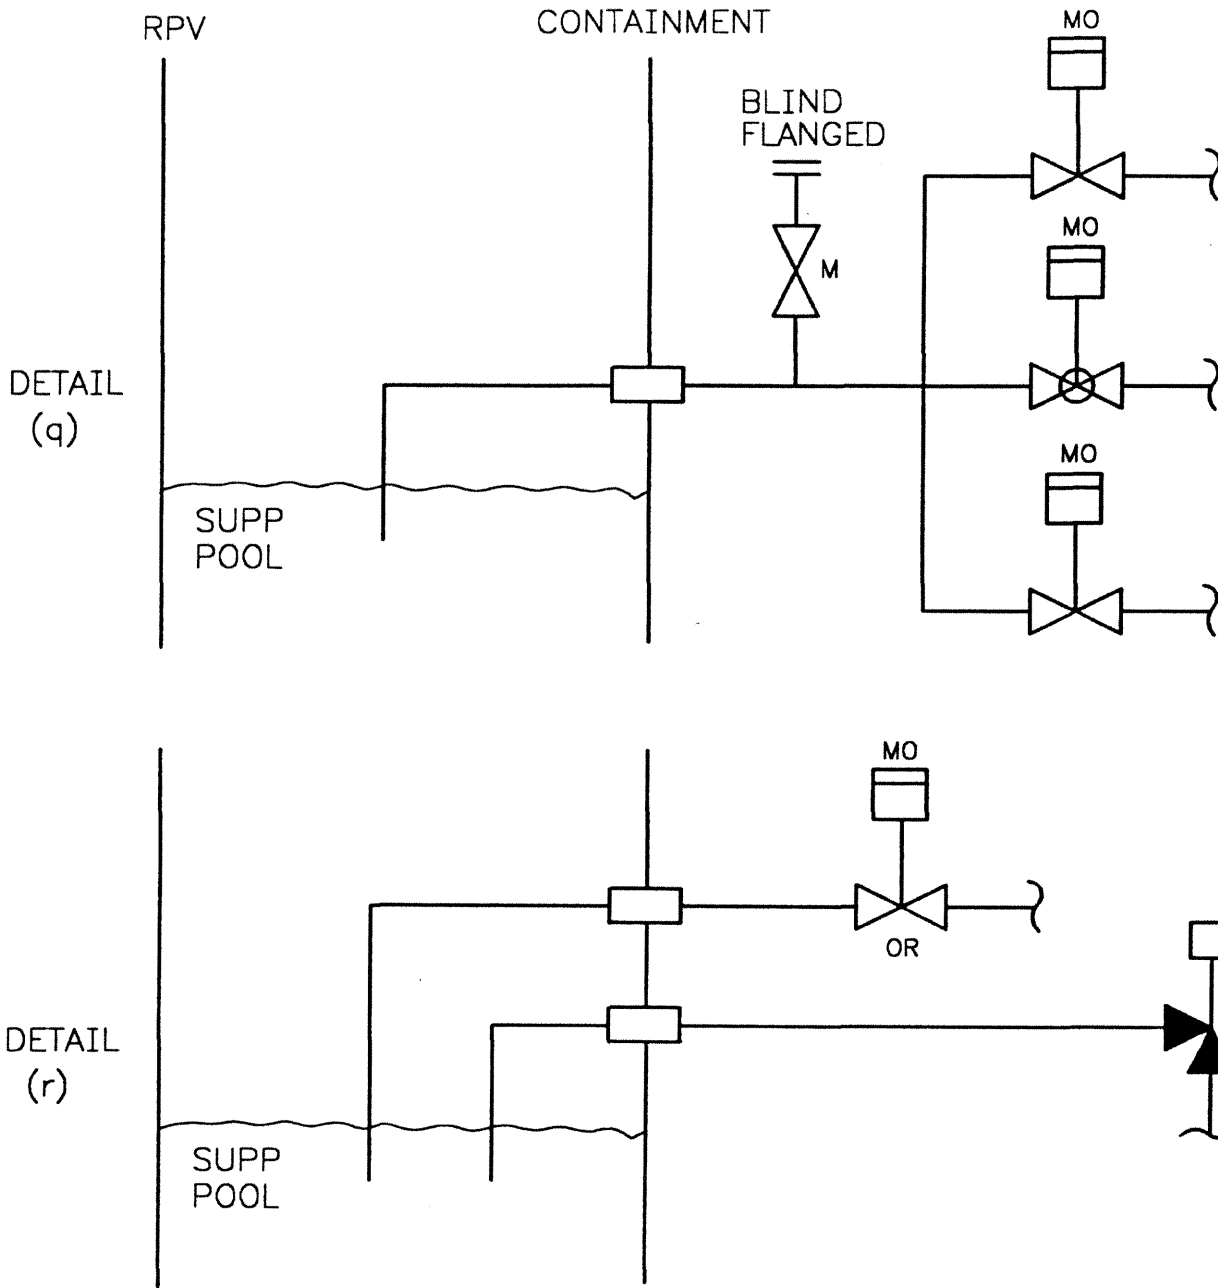 RPV
CONTAINMENT
MO
BLIND
FLANGED
MO
M
DETAIL
(q)
MO
SUPP
POOL
MO
OR
DETAIL
(r)
SUPP
POOL